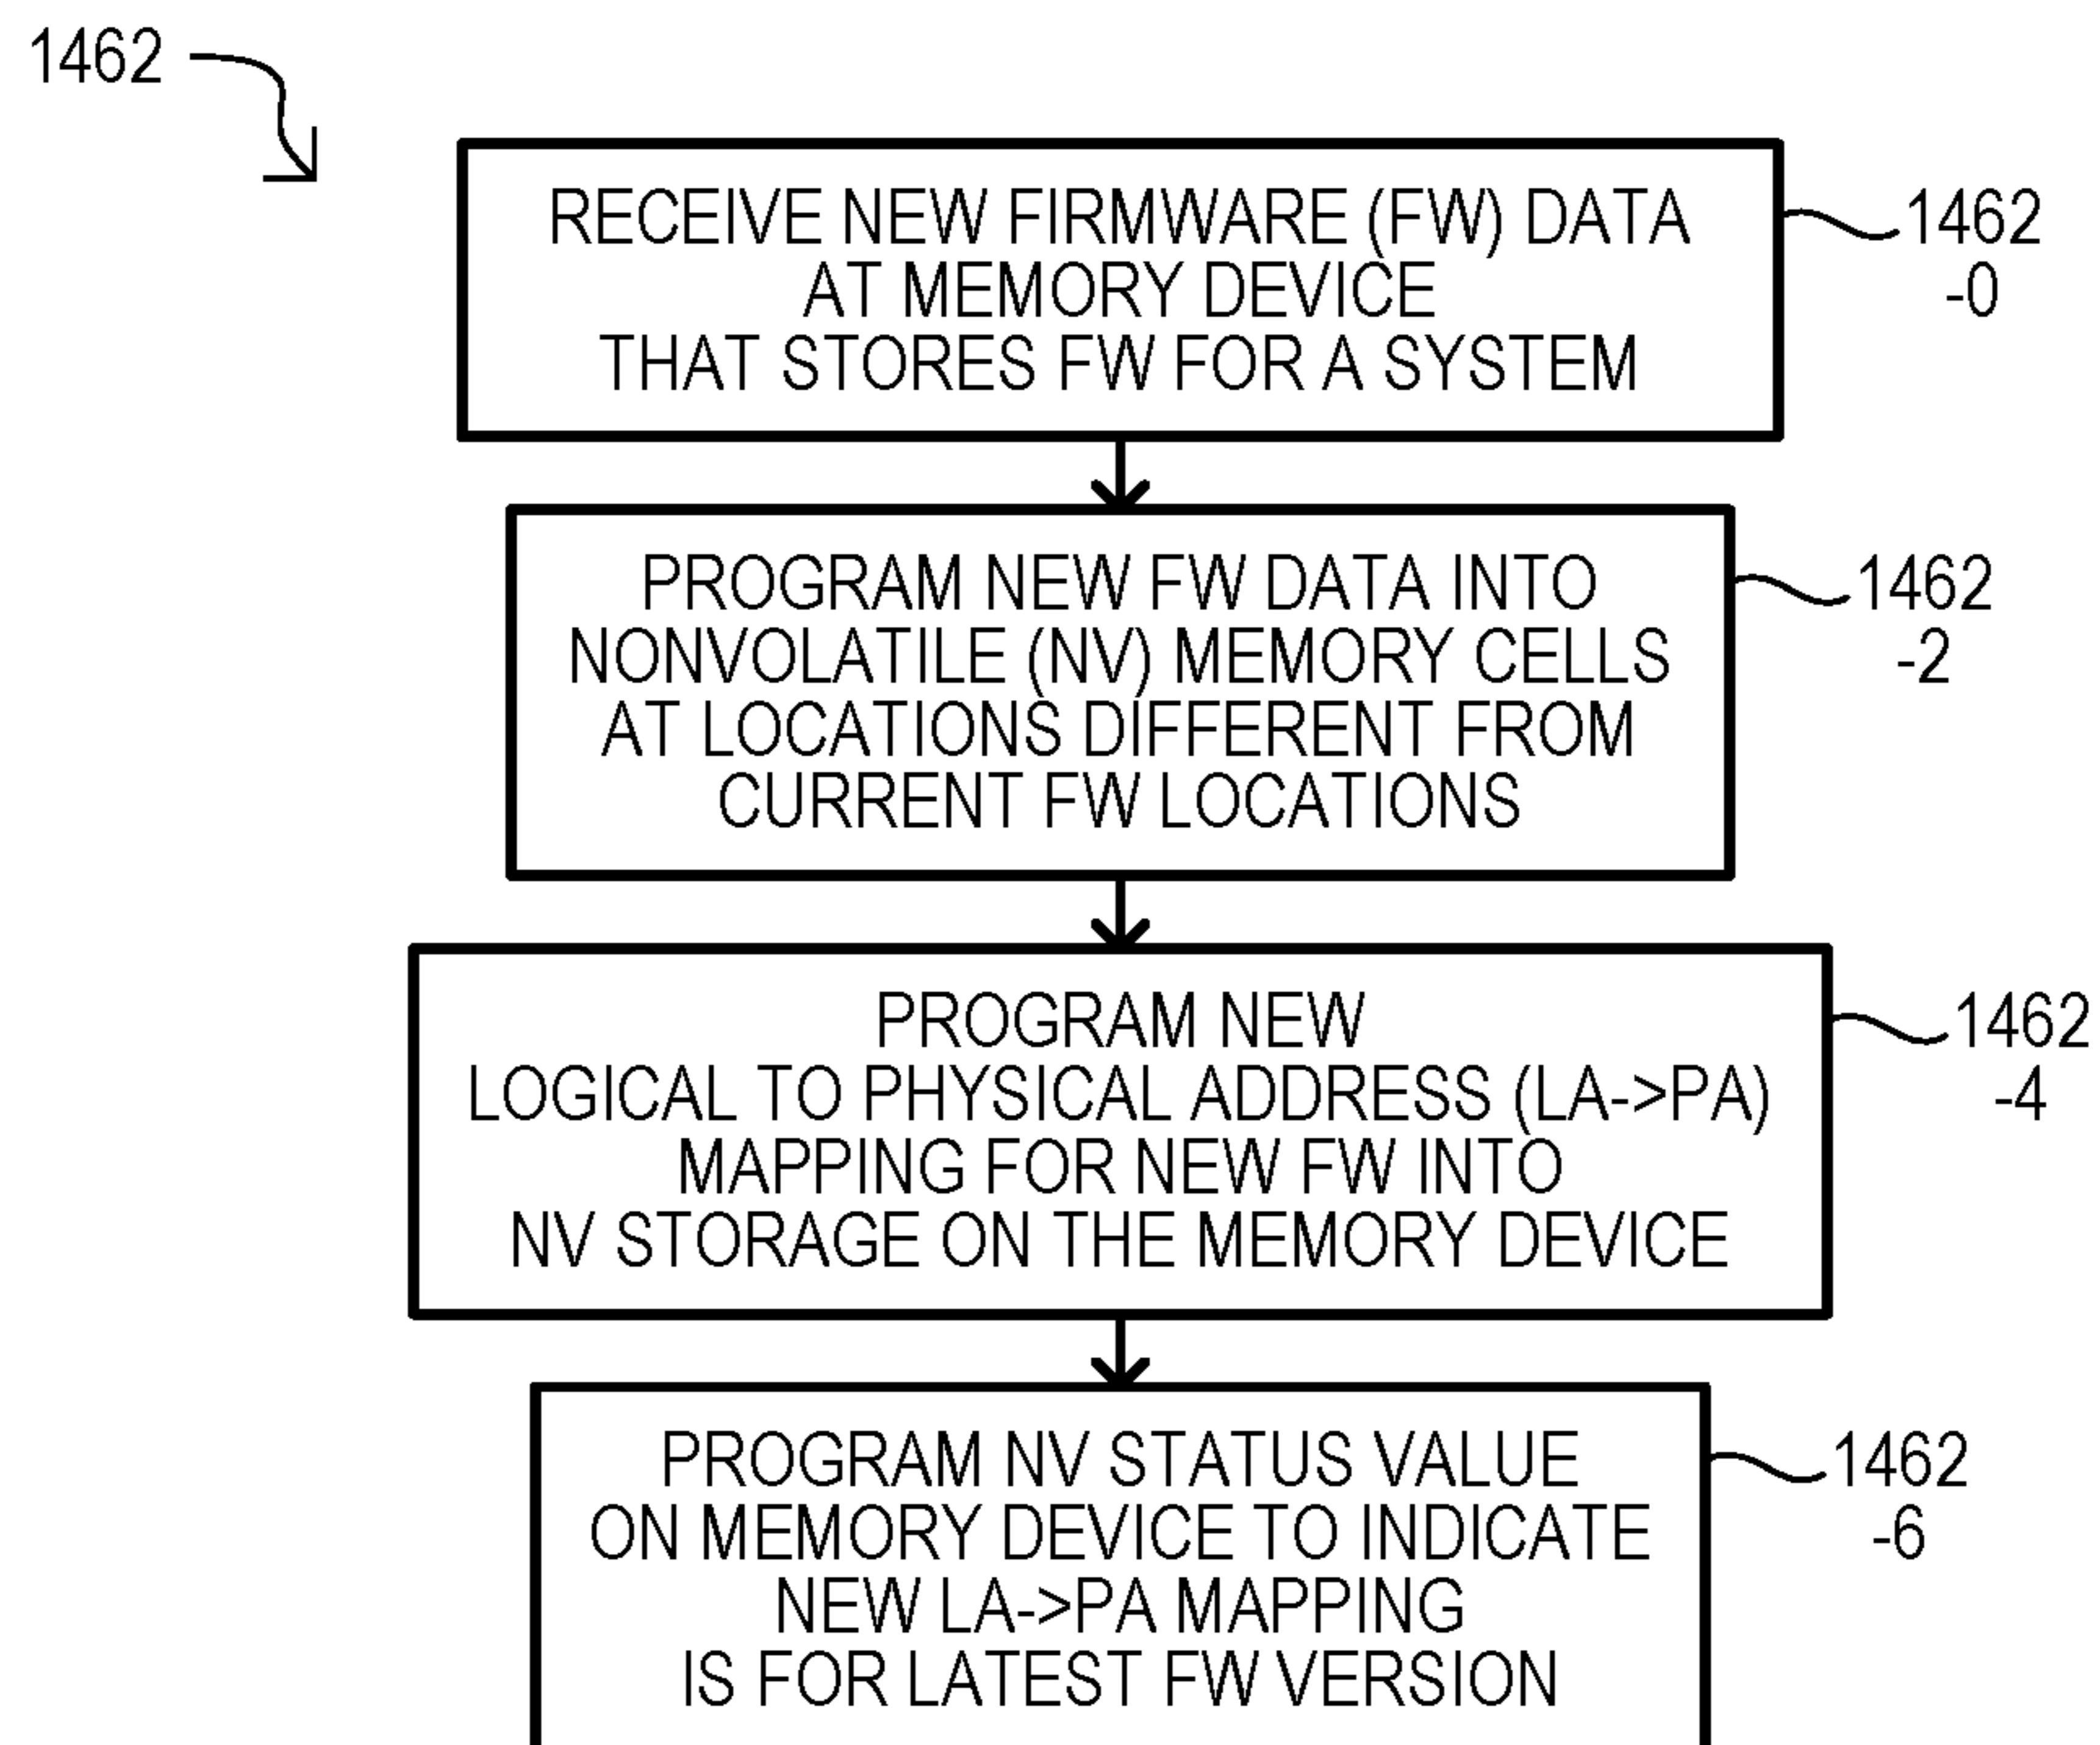 1462
RECEIVE NEW FIRMWARE (FW) DATA
AT MEMORY DEVICE
THAT STORES FW FOR A SYSTEM
1462
-0
PROGRAM NEW FW DATA INTO
NONVOLATILE (NV) MEMORY CELLS
AT LOCATIONS DIFFERENT FROM
CURRENT FW LOCATIONS
1462
-2
PROGRAM NEW
LOGICAL TO PHYSICAL ADDRESS (LA->PA)
MAPPING FOR NEW FW INTO
NV STORAGE ON THE MEMORY DEVICE
1462
-4
PROGRAM NV STATUS VALUE
ON MEMORY DEVICE TO INDICATE
NEW LA->PA MAPPING
IS FOR LATEST FW VERSION
1462
-6